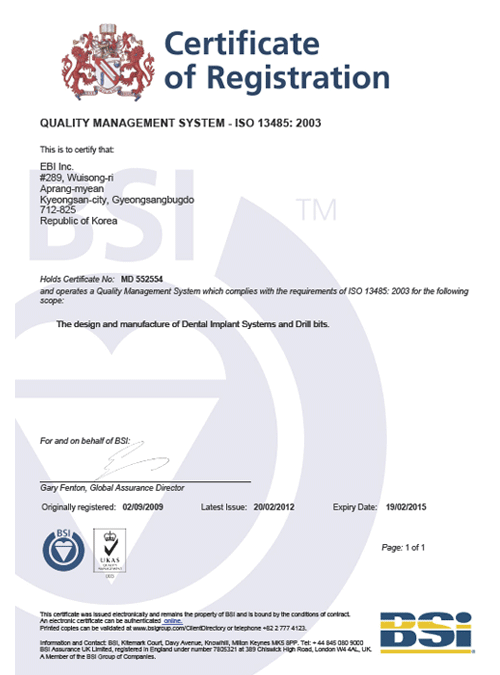 Certificate
of Registration
QUALITY MANAGEMENT SYSTEM - ISO 13485: 2003
This is to certify that:
EBI Inc.
#289, Wuisong-ri
Aprang-myean
Kyeongsan-city, Gyeongsangbugdo
712-825
Republic of Korea
BSI
TM
Holds Certificate No: MD 552554
and operates a Quality Management System which complies with the requirements of ISO 13485: 2003 for the following
scope:
The design and manufacture of Dental Implant Systems and Drill bits.
For and on behalf of BSI:
Gary Fenton, Global Assurance Director
Originally registered: 02/09/2009 Latest Issue: 20/02/2012 Expiry Date: 19/02/2015
BSI
UKAS
QUALITY
MANAGEMENT
003
Page: 1 of 1
This certificate was issued electronically and remains the property of BSI and is bound by the conditions of contract.
An electronic certificate can be authenticated online.
Printed copies can be validated at www.bsigroup.com/ClientDirectory or telephone +82 2 777 4123.
Information and Contact: BSI, Kitemark Court, Davy Avenue, Knowlhill, Milton Keynes MK5 8PP. Tel: + 44 845 080 9000
BSI Assurance UK Limited, registered in England under number 7805321 at 389 Chiswick High Road, London W4 4AL, UK.
A Member of the BSI Group of Companies.
BSi